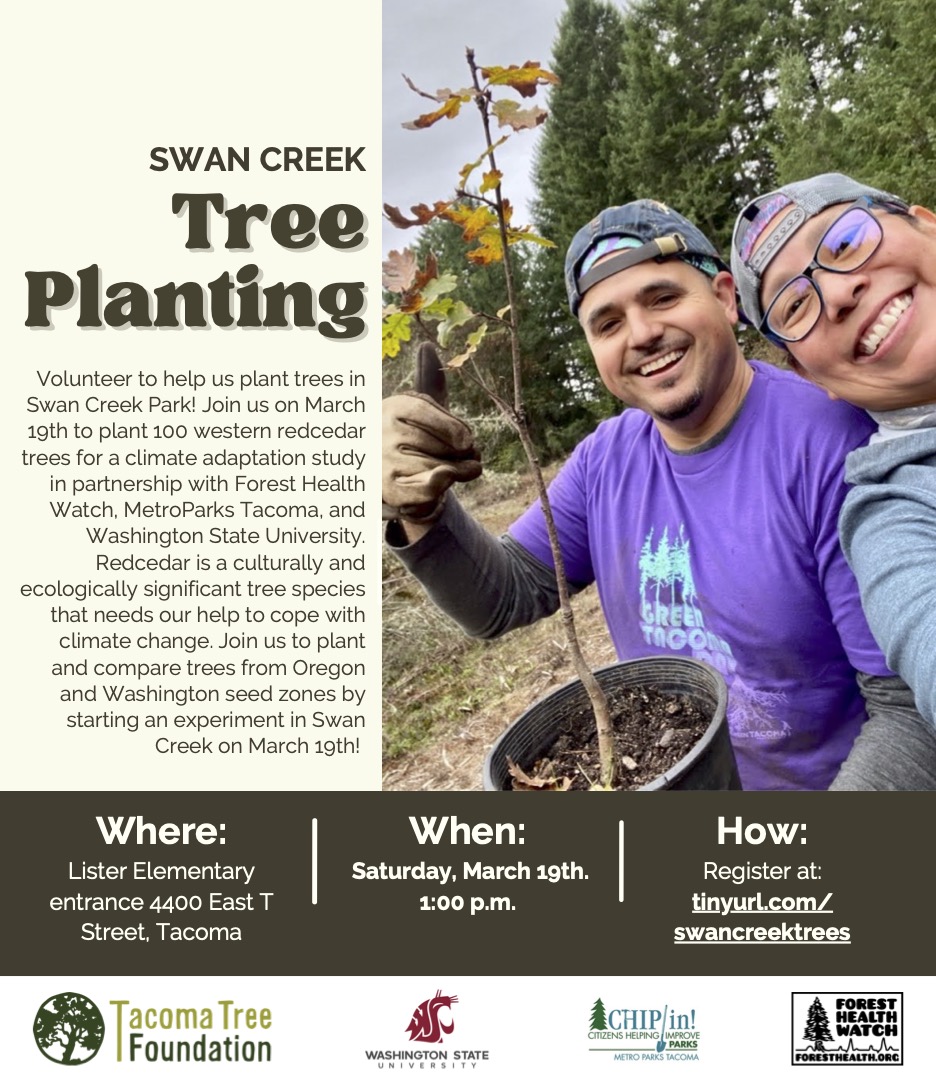 SWAN CREEK
Tree
Planting
Volunteer to help us plant trees in
Swan Creek Park! Join us on March
19th to plant 100 western redcedar
trees for a climate adaptation study
in partnership with Forest Health
Watch, MetroParks Tacoma, and
Washington State University.
Redcedar is a culturally and
ecologically significant tree species
that needs our help to cope with
climate change. Join us to plant
and compare trees from Oregon
and Washington seed zones by
starting an experiment in Swan
Creek on March 19th!
GREEN
TACOMA
Where:
Lister Elementary
entrance 4400 East T
Street, Tacoma
When:
Saturday, March 19th.
1:00 p.m.
How:
Register at:
tinyurl.com/
swancreektrees
Tacoma Tree
Foundation
WASHINGTON STATE
UNIVERSITY
CHIP/in!
CITIZENS HELPING IMPROVE
PARKS
METRO PARKS TACOMA
FOREST
HEALTH
WATCH
FORESTHEALTH.ORG